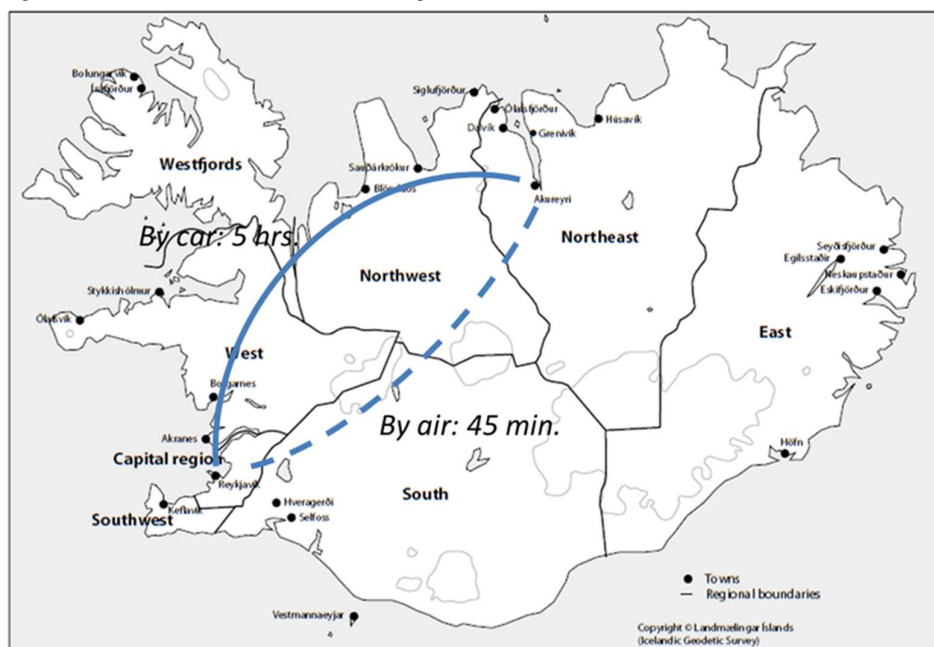 Bolungarvík
Ísafjörður
Siglufjörður
Ólafsfjörður
Dalvík
Grenivík
Húsavík
Westfjords
Sauðárkrókur
Blönduós
Akureyri
By car: 5 hrs.
Northeast
Seyðisfjörður
Egilsstaðir
Neskaupstaður
Eskifjörður
Northwest
Stykkishólmur
Ólafsvík
East
West
Borgarnes
By air: 45 min.
Akranes
Capital region
Höfn
Reykjavík
South
Keflavík
Southwest
Hveragerði
Selfoss
Towns
Regional boundaries
Vestmannaeyjar
Copyright © Landmælingar Íslands
(Icelandic Geodetic Survey)